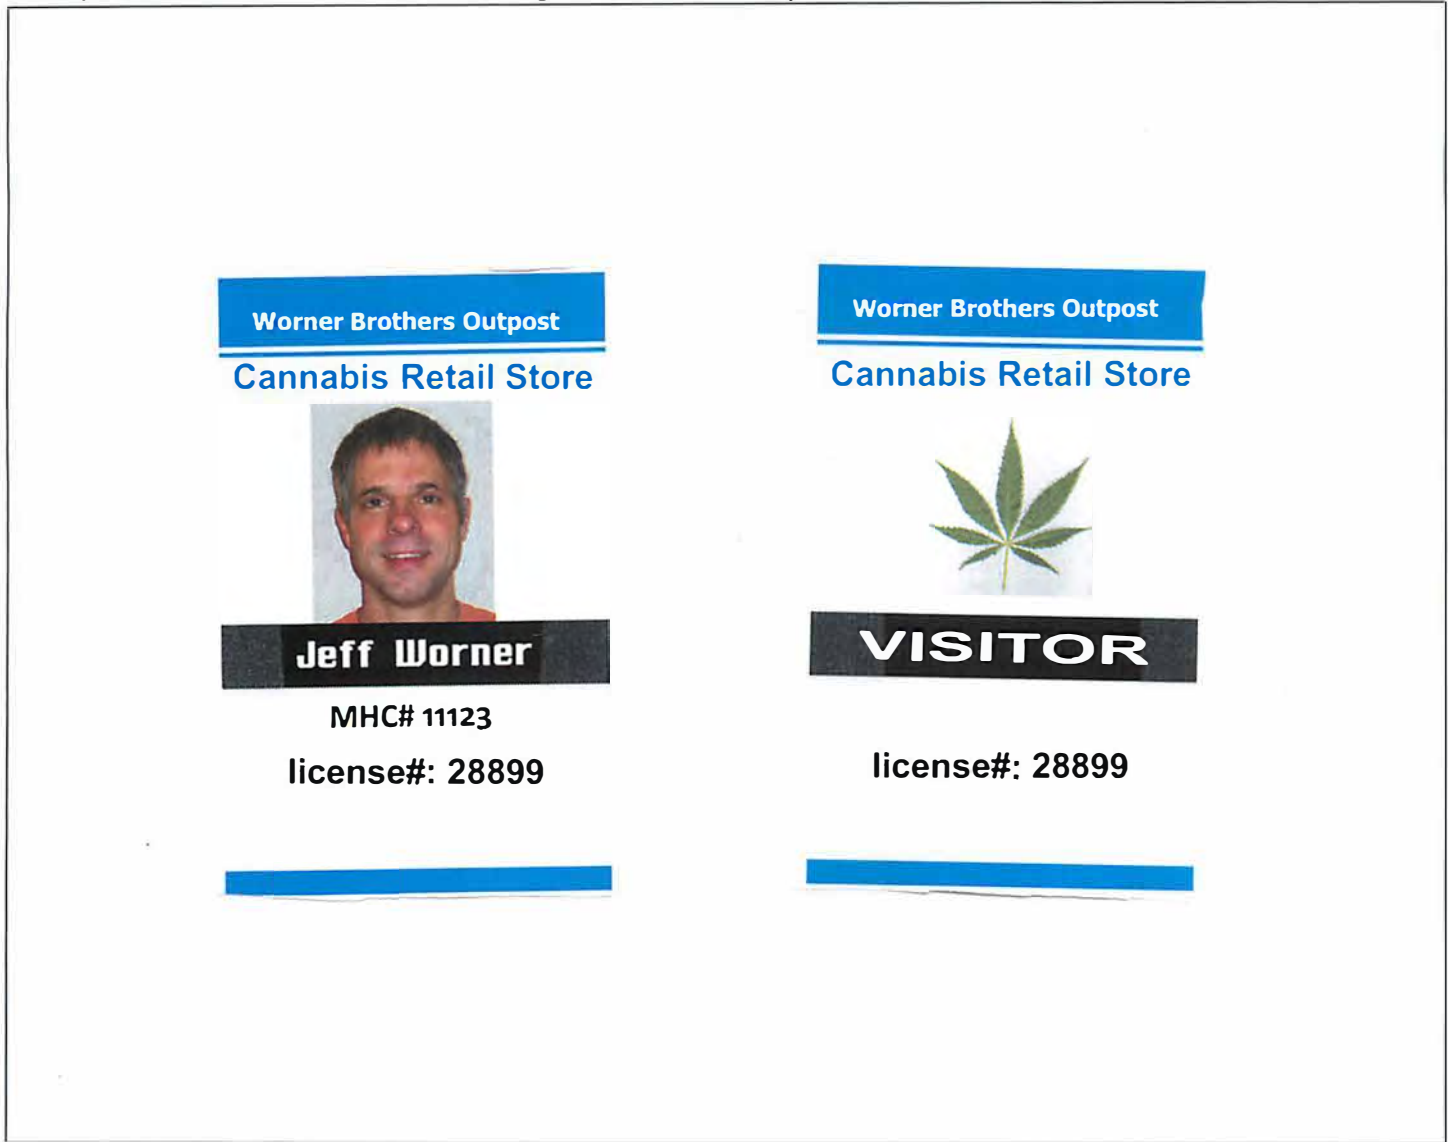 Worner Brothers Outpost
Cannabis Retail Store
Jeff Worner
MHC# 11123
license#: 28899
Worner Brothers Outpost
Cannabis Retail Store
VISITOR
license#: 28899